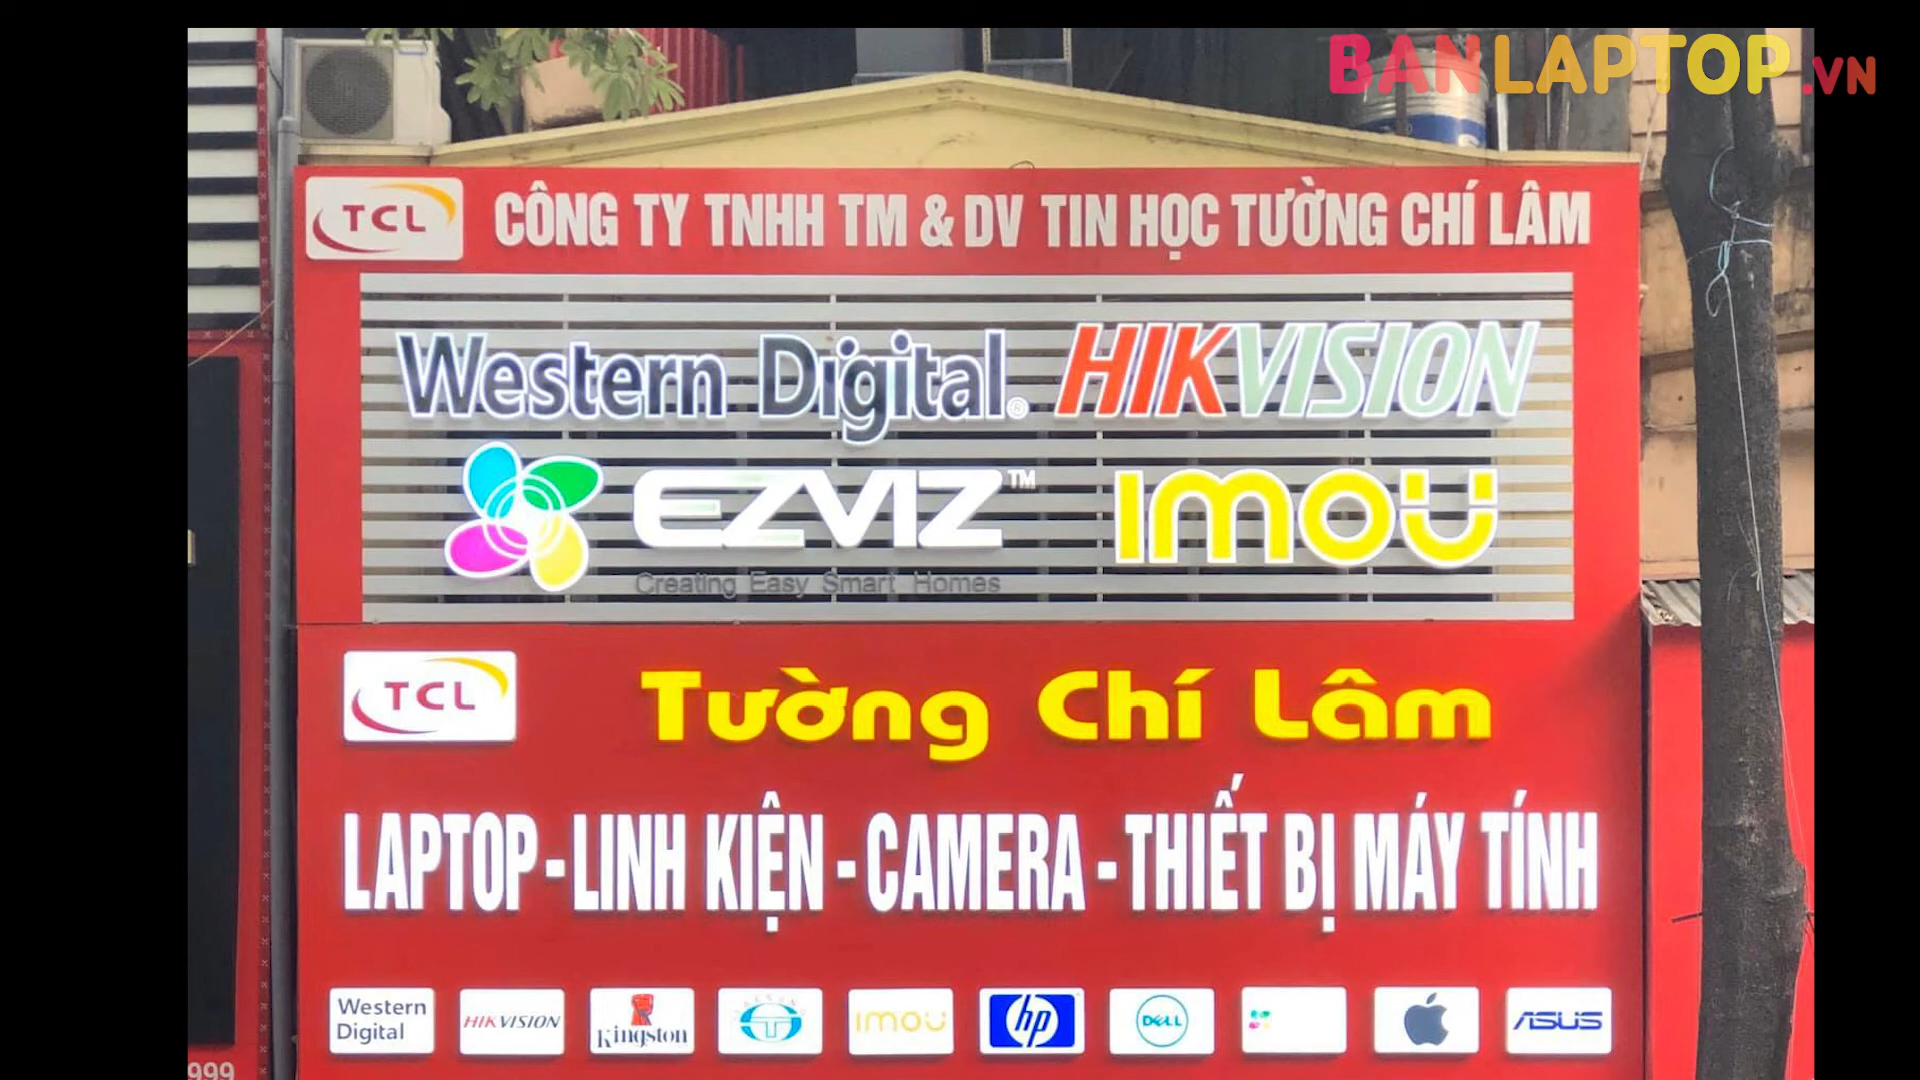 BANLAPTOP.VN
TCL CÔNG TY TNHH TM & DV TIN HỌC TƯỜNG CHÍ LÂM
Western Digital® HIKVISION
EZVIZ™ imou
Creating Easy Smart Homes
TCL Tường Chí Lâm
LAPTOP - LINH KIỆN - CAMERA - THIẾT BỊ MÁY TÍNH
Western Digital HIKVISION Kingston imou hp DELL ASUS
999